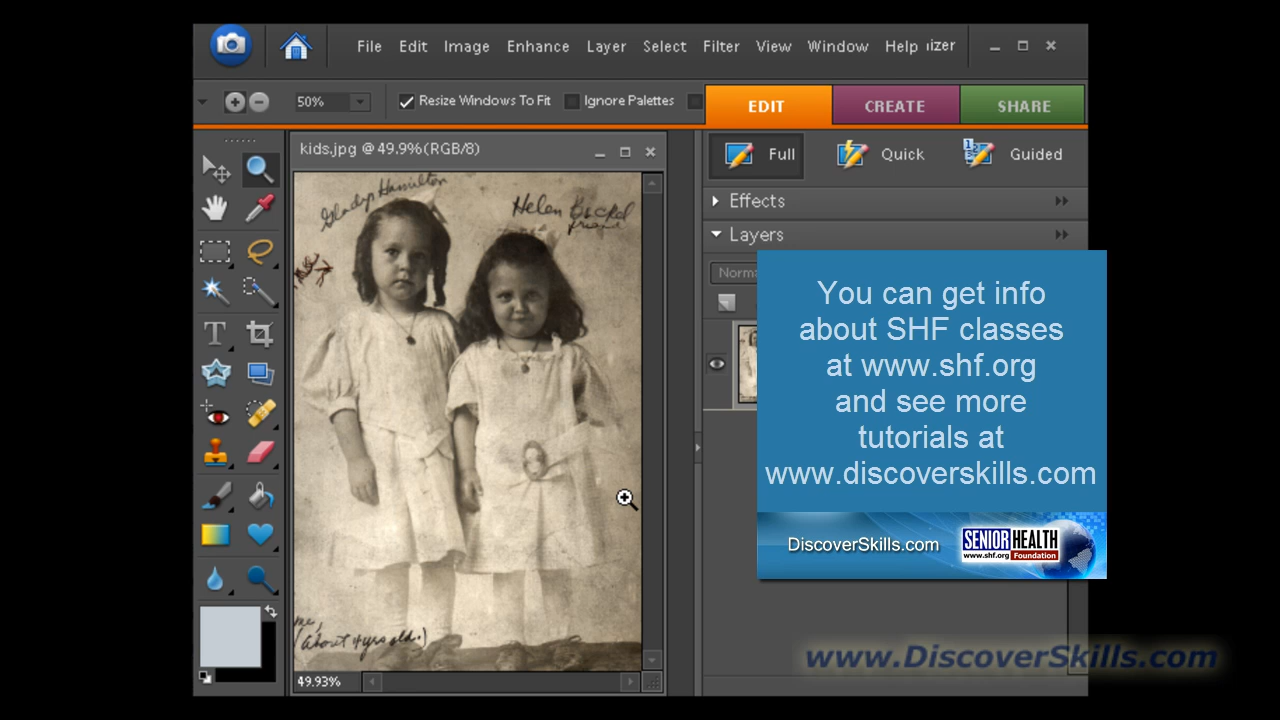 File Edit Image Enhance Layer Select Filter View Window Help izer
50% Resize Windows To Fit Ignore Palettes EDIT CREATE SHARE
kids.jpg @ 49.9%(RGB/8)
Full Quick Guided
Effects
Layers
Norm
Gladys Hamilton
Helen
friend
me,
(About 4 yrs old.)
49.93%
You can get info
about SHF classes
at www.shf.org
and see more
tutorials at
www.discoverskills.com
DiscoverSkills.com
SENIOR HEALTH
www.shf.org Foundation
www.DiscoverSkills.com